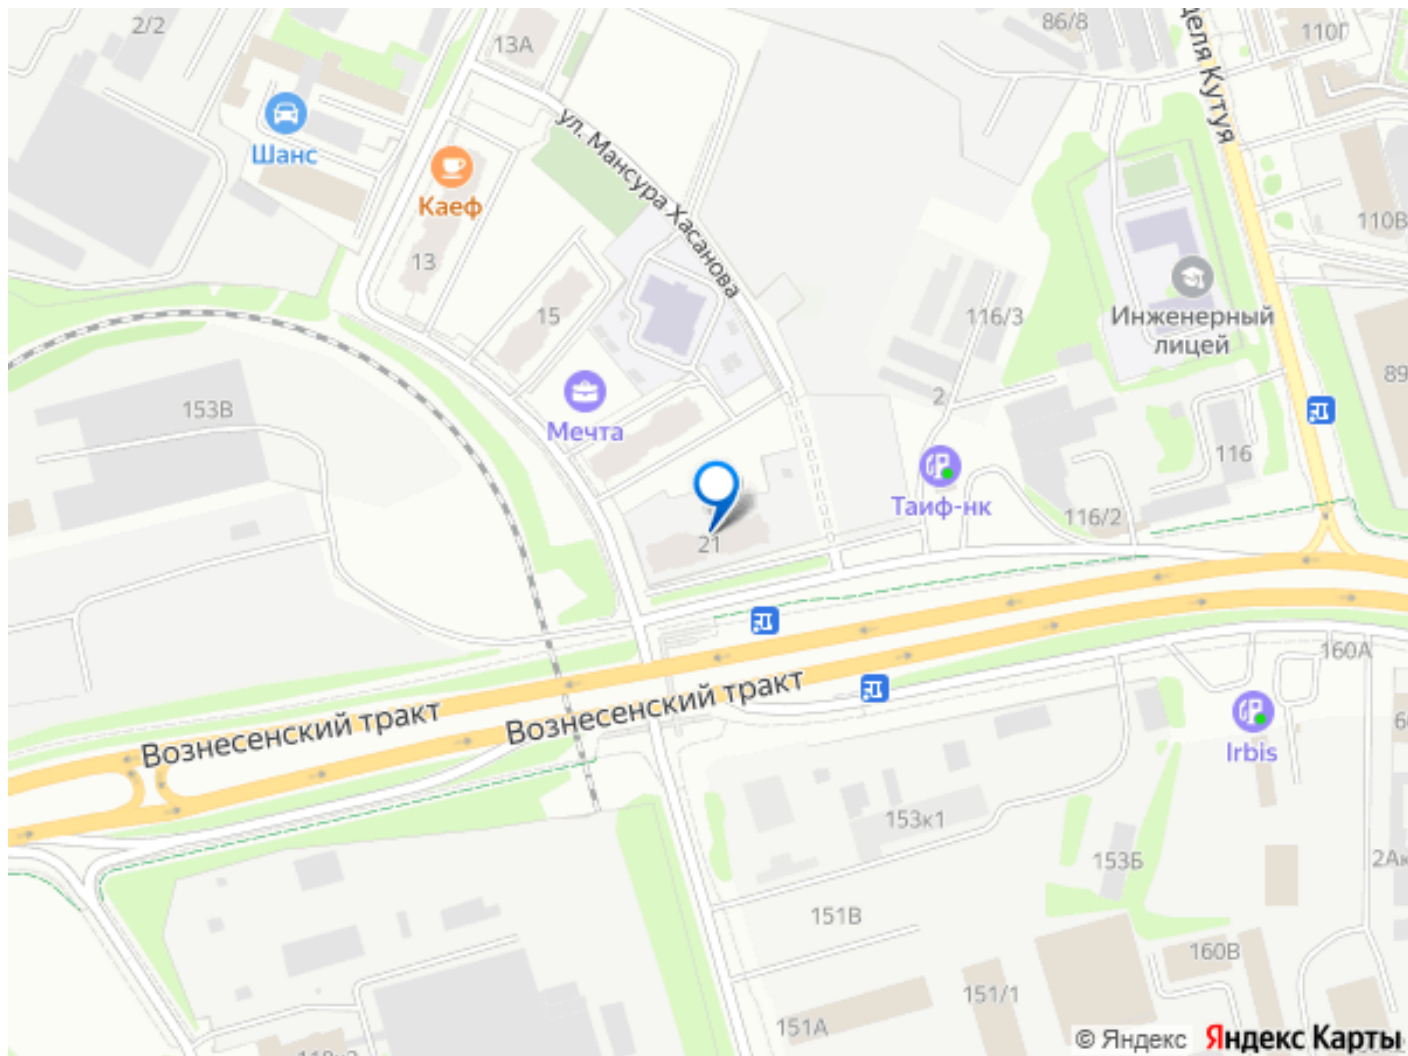 2/2
13А
86/8
110Г
деля Кутуя
Шанс
ул. Мансура Хасанова
Каеф
110В
13
Инженерный
лицей
15
116/3
89
153В
2
Мечта
116
Таиф-нк
116/2
21
160А
Вознесенский тракт
Вознесенский тракт
Irbis
6
153к1
153Б
2Ак
151В
160В
151/1
151А
© Яндекс Яндекс Карты